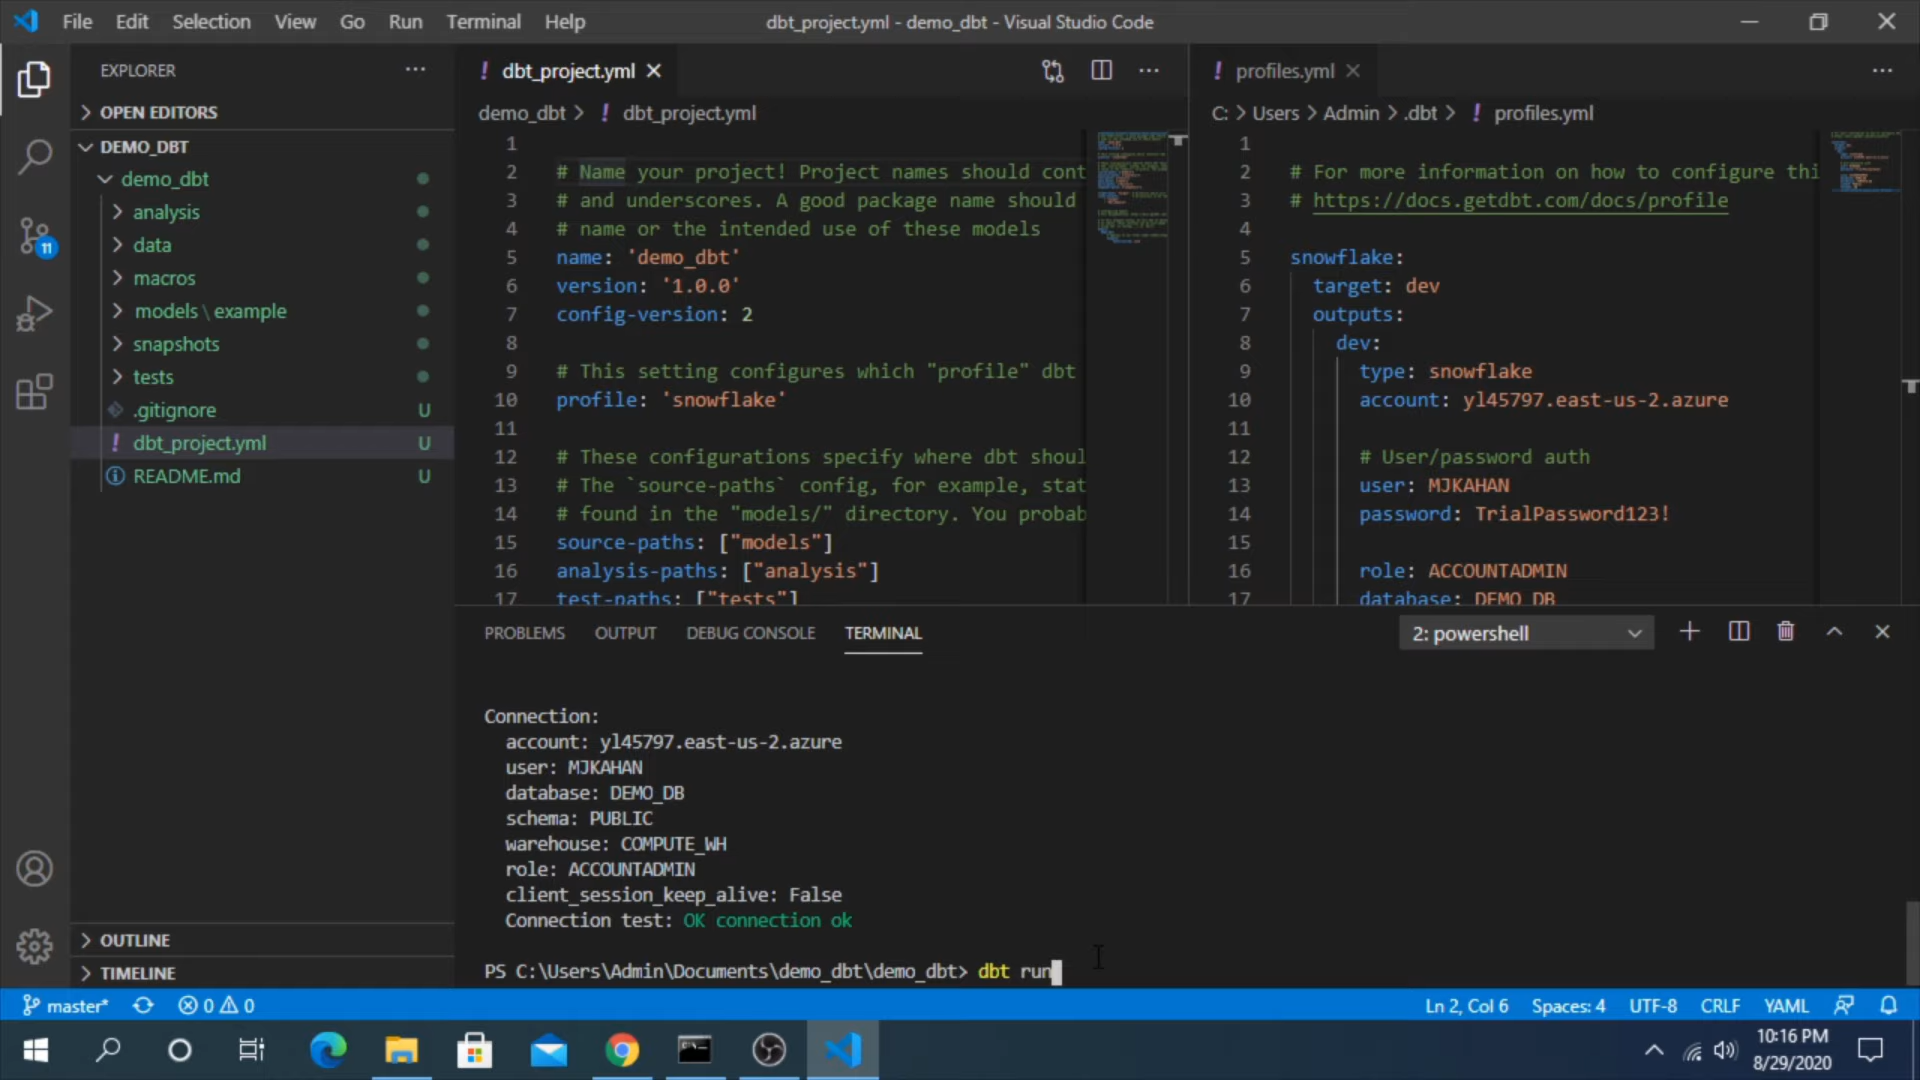 File Edit Selection View Go Run Terminal Help dbt_project.yml - demo_dbt - Visual Studio Code
EXPLORER
OPEN EDITORS
DEMO_DBT
demo_dbt
analysis
data
macros
models \ example
snapshots
tests
.gitignore U
! dbt_project.yml U
README.md U
OUTLINE
TIMELINE
11
! dbt_project.yml
demo_dbt > ! dbt_project.yml
1
2 # Name your project! Project names should cont
3 # and underscores. A good package name should
4 # name or the intended use of these models
5 name: 'demo_dbt'
6 version: '1.0.0'
7 config-version: 2
8
9 # This setting configures which "profile" dbt
10 profile: 'snowflake'
11
12 # These configurations specify where dbt shoul
13 # The `source-paths` config, for example, stat
14 # found in the "models/" directory. You probab
15 source-paths: ["models"]
16 analysis-paths: ["analysis"]
17 test-paths: ["tests"]
! profiles.yml
C: > Users > Admin > .dbt > ! profiles.yml
1
2 # For more information on how to configure thi
3 # https://docs.getdbt.com/docs/profile
4
5 snowflake:
6 target: dev
7 outputs:
8 dev:
9 type: snowflake
10 account: yl45797.east-us-2.azure
11
12 # User/password auth
13 user: MJKAHAN
14 password: TrialPassword123!
15
16 role: ACCOUNTADMIN
17 database: DEMO_DB
PROBLEMS OUTPUT DEBUG CONSOLE TERMINAL 2: powershell
Connection:
account: yl45797.east-us-2.azure
user: MJKAHAN
database: DEMO_DB
schema: PUBLIC
warehouse: COMPUTE_WH
role: ACCOUNTADMIN
client_session_keep_alive: False
Connection test: OK connection ok
PS C:\Users\Admin\Documents\demo_dbt\demo_dbt> dbt run
master* 0 0 Ln 2, Col 6 Spaces: 4 UTF-8 CRLF YAML
10:16 PM
8/29/2020